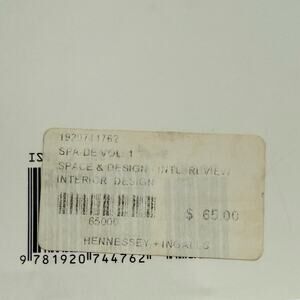 1920744762
SPA-DE VOL. 1
SPACE & DESIGN INTL REVIEW
INTERIOR DESIGN
IS
65000
$ 65.00
HENNESSEY + INGALLS
9 781920 744762